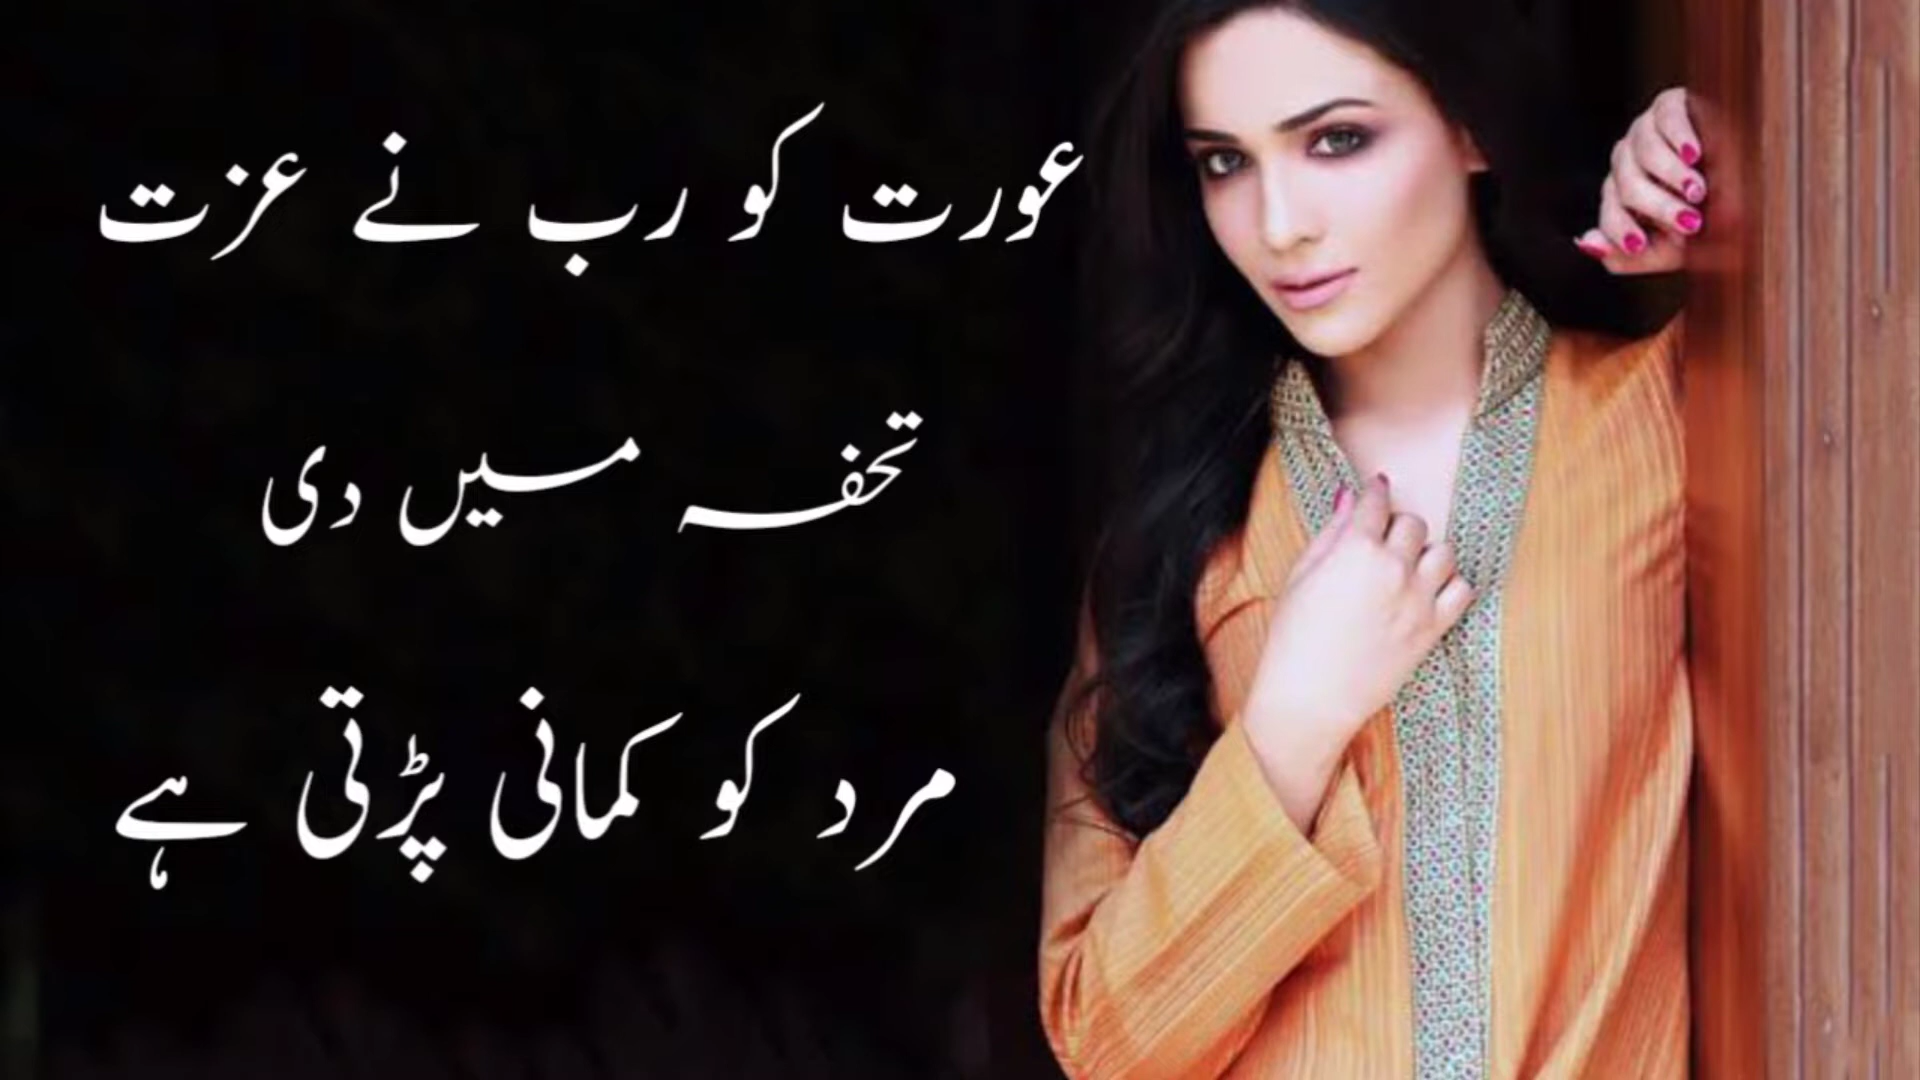 عورت کو رب نے عزت
تحفہ میں دی
مرد کو کمانی پڑتی ہے